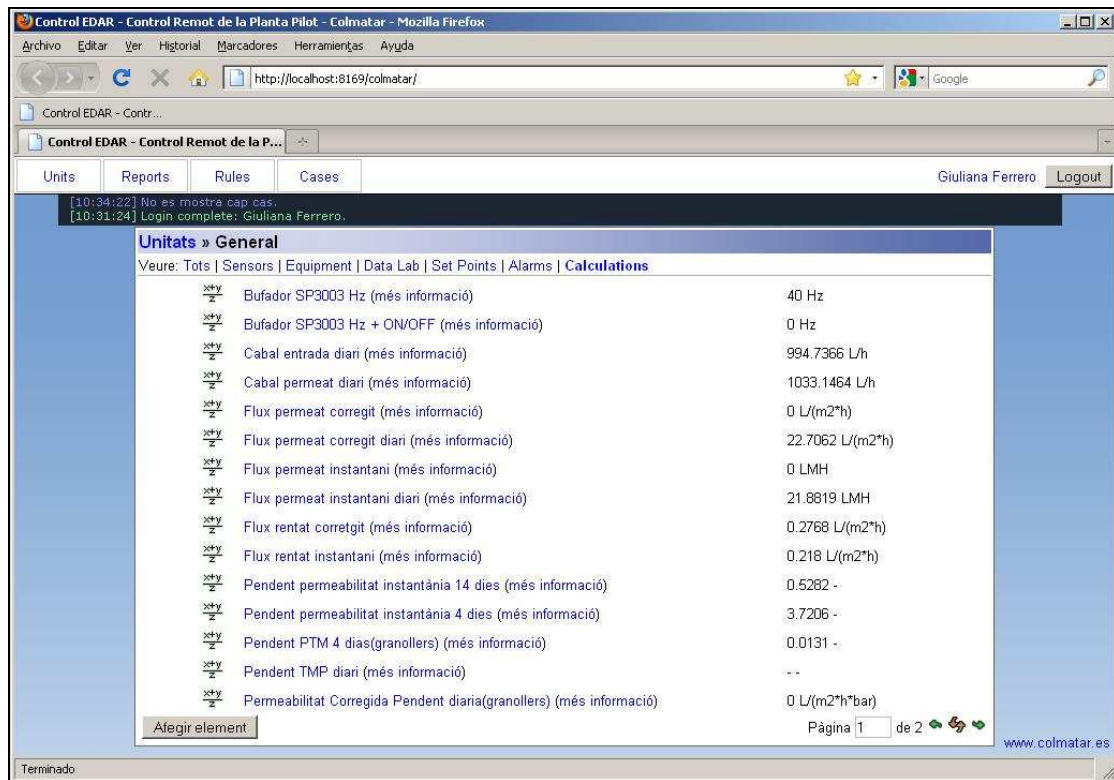 Control EDAR - Control Remot de la Planta Pilot - Colmatar - Mozilla Firefox
Archivo Editar Ver Historial Marcadores Herramientas Ayuda
http://localhost:8169/colmatar/ Google
Control EDAR - Contr...
Control EDAR - Control Remot de la P...
Units Reports Rules Cases Giuliana Ferrero Logout
[10:34:22] No es mostra cap cas.
[10:31:24] Login complete: Giuliana Ferrero.
Unitats » General
Veure: Tots | Sensors | Equipment | Data Lab | Set Points | Alarms | Calculations
x+y z Bufador SP3003 Hz (més informació) 40 Hz
x+y z Bufador SP3003 Hz + ON/OFF (més informació) 0 Hz
x+y z Cabal entrada diari (més informació) 994.7366 L/h
x+y z Cabal permeat diari (més informació) 1033.1464 L/h
x+y z Flux permeat corregit (més informació) 0 L/(m2*h)
x+y z Flux permeat corregit diari (més informació) 22.7062 L/(m2*h)
x+y z Flux permeat instantani (més informació) 0 LMH
x+y z Flux permeat instantani diari (més informació) 21.8819 LMH
x+y z Flux rentat corretgit (més informació) 0.2768 L/(m2*h)
x+y z Flux rentat instantani (més informació) 0.218 L/(m2*h)
x+y z Pendent permeabilitat instantània 14 dies (més informació) 0.5282 -
x+y z Pendent permeabilitat instantània 4 dies (més informació) 3.7206 -
x+y z Pendent PTM 4 dias(granollers) (més informació) 0.0131 -
x+y z Pendent TMP diari (més informació) - -
x+y z Permeabilitat Corregida Pendent diaria(granollers) (més informació) 0 L/(m2*h*bar)
Afegir element Pàgina 1 de 2
www.colmatar.es
Terminado